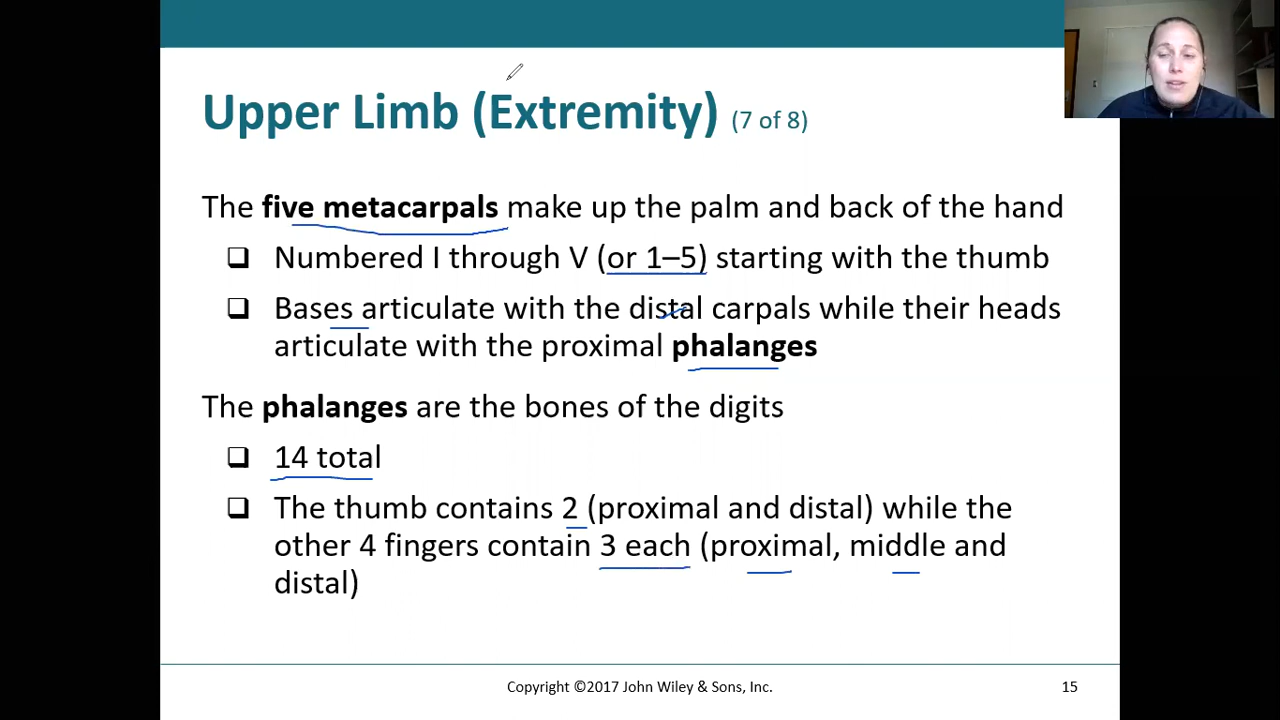 Upper Limb (Extremity) (7 of 8)
The five metacarpals make up the palm and back of the hand
❑ Numbered I through V (or 1–5) starting with the thumb
❑ Bases articulate with the distal carpals while their heads
articulate with the proximal phalanges
The phalanges are the bones of the digits
❑ 14 total
❑ The thumb contains 2 (proximal and distal) while the
other 4 fingers contain 3 each (proximal, middle and
distal)
Copyright ©2017 John Wiley & Sons, Inc.
15